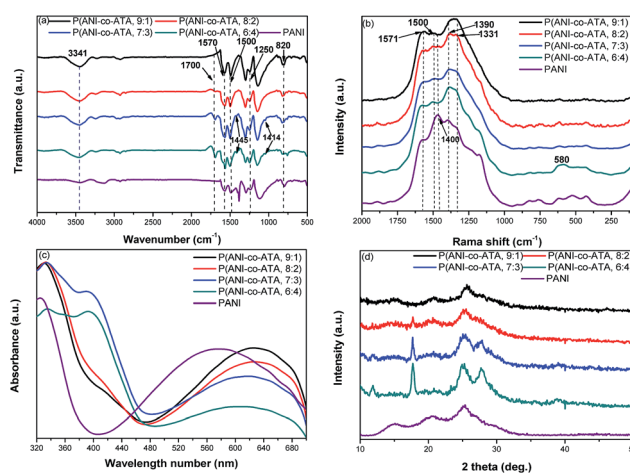 (a)
P(ANI-co-ATA, 9:1)
P(ANI-co-ATA, 8:2)
P(ANI-co-ATA, 7:3)
P(ANI-co-ATA, 6:4)
PANI
3341
1700
1570
1500
1250
820
1445
1414
Transmittance (a.u.)
4000 3500 3000 2500 2000 1500 1000 500
Wavenumber (cm-1)
(b)
P(ANI-co-ATA, 9:1)
P(ANI-co-ATA, 8:2)
P(ANI-co-ATA, 7:3)
P(ANI-co-ATA, 6:4)
PANI
1500
1571
1390
1331
1400
580
Intensity (a.u.)
2000 1750 1500 1250 1000 750 500 250
Rama shift (cm-1)
(c)
P(ANI-co-ATA, 9:1)
P(ANI-co-ATA, 8:2)
P(ANI-co-ATA, 7:3)
P(ANI-co-ATA, 6:4)
PANI
Absorbance (a.u.)
320 360 400 440 480 520 560 600 640 680
Wavelength number (nm)
(d)
P(ANI-co-ATA, 9:1)
P(ANI-co-ATA, 8:2)
P(ANI-co-ATA, 7:3)
P(ANI-co-ATA, 6:4)
PANI
Intensity (a.u.)
10 20 30 40
2 theta (deg.)